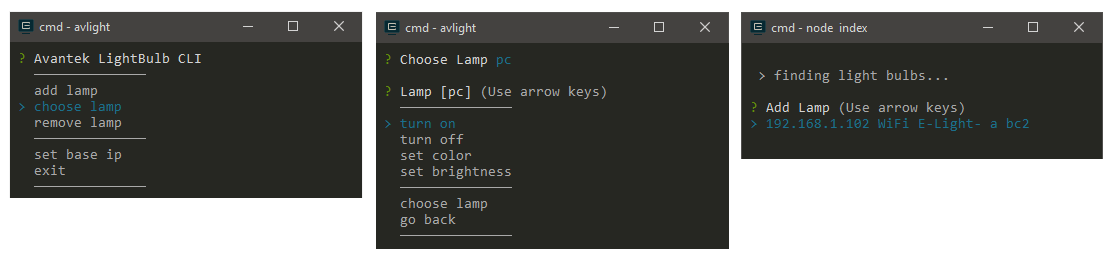 cmd - avlight
? Avantek LightBulb CLI
add lamp
> choose lamp
remove lamp
set base ip
exit
cmd - avlight
? Choose Lamp pc
? Lamp [pc] (Use arrow keys)
> turn on
turn off
set color
set brightness
choose lamp
go back
cmd - node index
> finding light bulbs...
? Add Lamp (Use arrow keys)
> 192.168.1.102 WiFi E-Light- a bc2